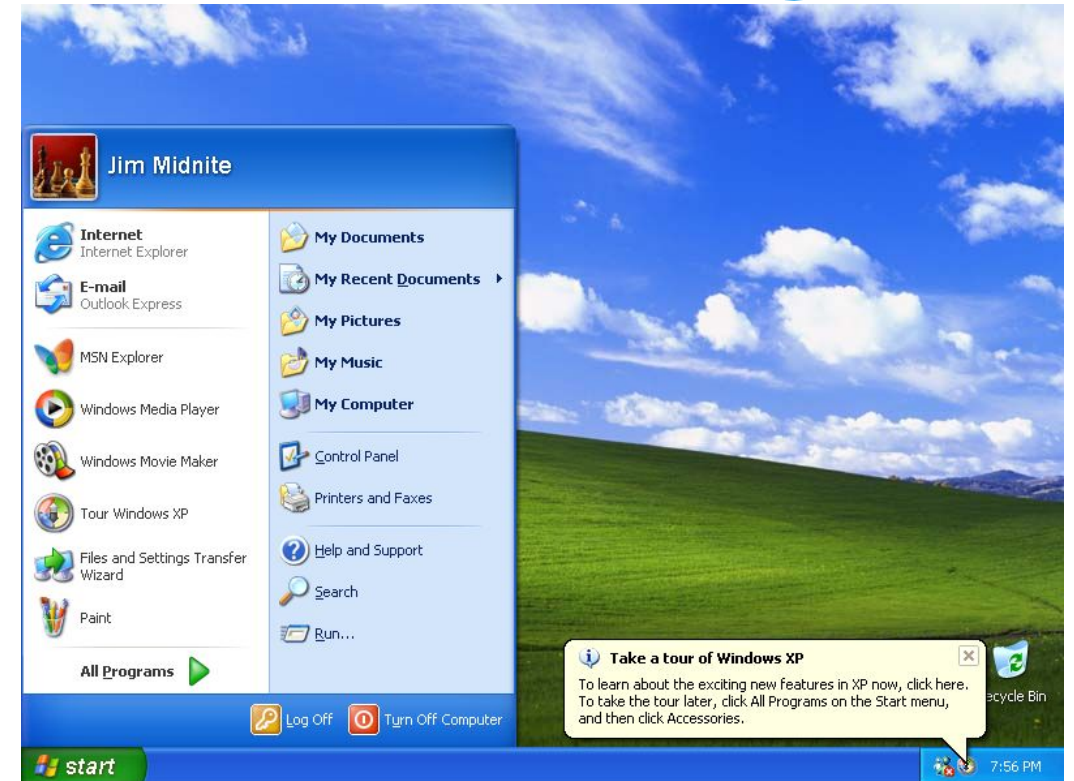 Jim Midnite
Internet
Internet Explorer
E-mail
Outlook Express
MSN Explorer
Windows Media Player
Windows Movie Maker
Tour Windows XP
Files and Settings Transfer
Wizard
Paint
All Programs
My Documents
My Recent Documents
My Pictures
My Music
My Computer
Control Panel
Printers and Faxes
Help and Support
Search
Run...
Log Off
Turn Off Computer
Take a tour of Windows XP
To learn about the exciting new features in XP now, click here.
To take the tour later, click All Programs on the Start menu,
and then click Accessories.
ecycle Bin
start
7:56 PM